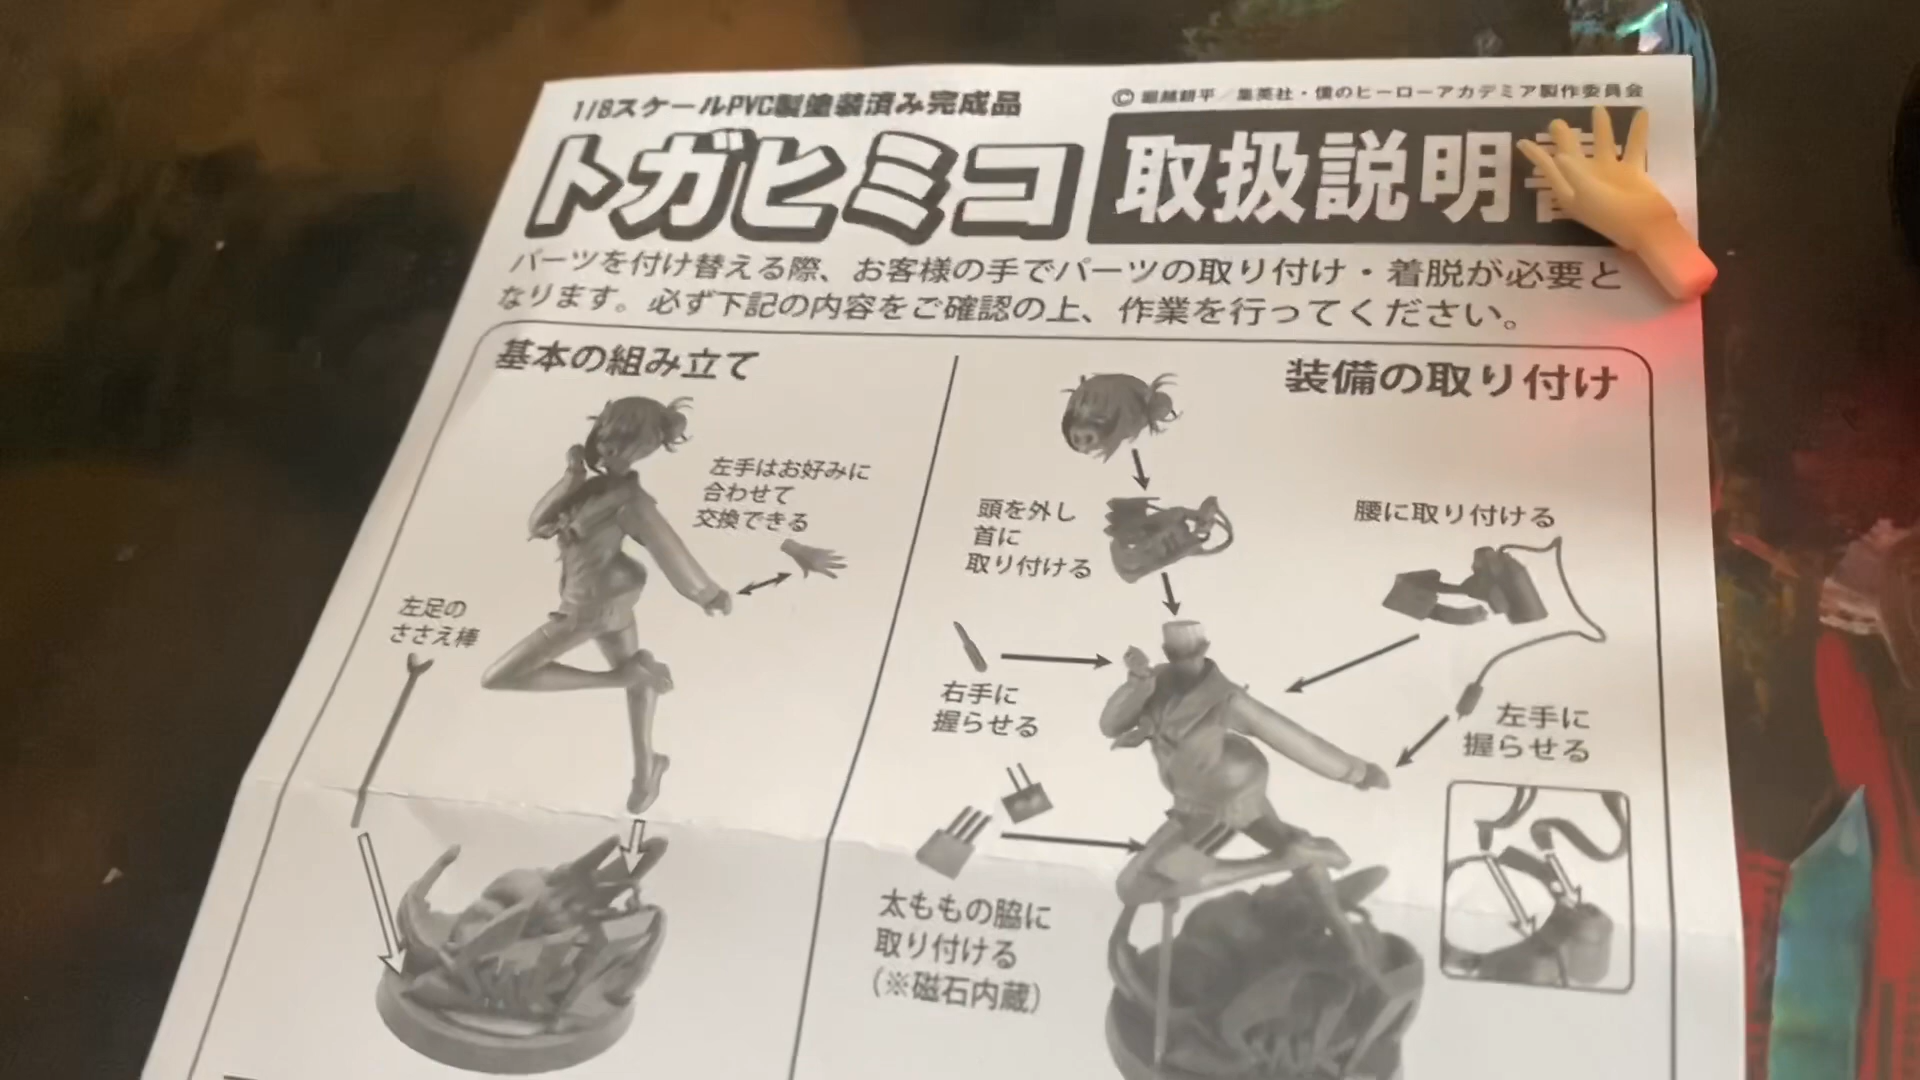 1/8スケールPVC製塗装済み完成品
© 堀越耕平／集英社・僕のヒーローアカデミア製作委員会
トガヒミコ
取扱説明書
パーツを付け替える際、お客様の手でパーツの取り付け・着脱が必要と
なります。必ず下記の内容をご確認の上、作業を行ってください。
基本の組み立て
左手はお好みに
合わせて
交換できる
左足の
ささえ棒
装備の取り付け
頭を外し
首に
取り付ける
腰に取り付ける
右手に
握らせる
左手に
握らせる
太ももの脇に
取り付ける
(※磁石内蔵)